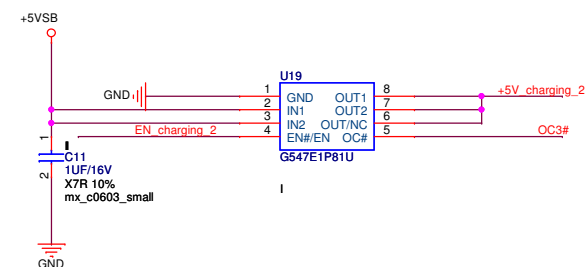 +5VSB
U19
GND
1 GND OUT1 8 +5V_charging_2
2 IN1 OUT2 7
3 IN2 OUT/NC 6
EN_charging_2 4 EN#/EN OC# 5 OC3#
G547E1P81U
1
C11
1UF/16V
2
X7R 10%
mx_c0603_small
GND